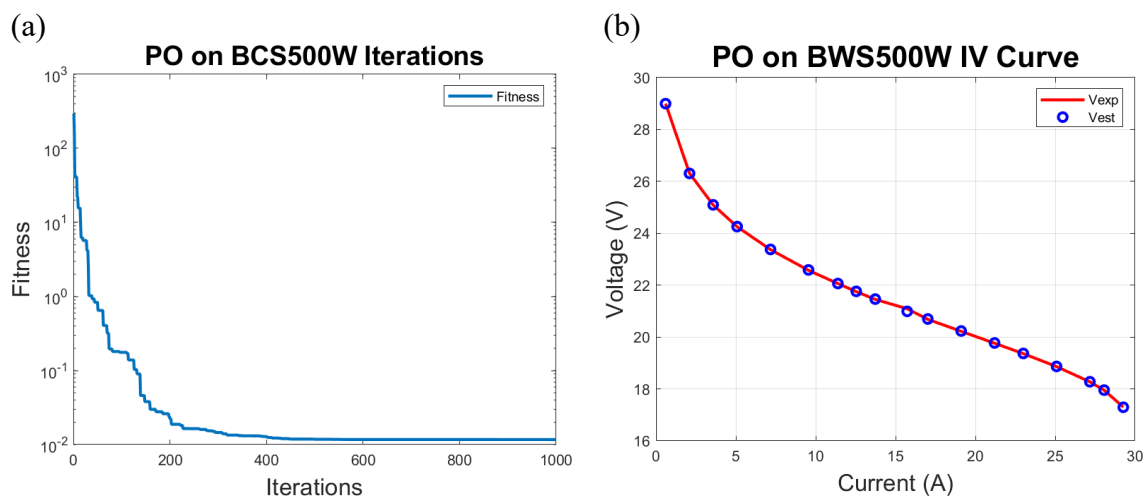 (a)
PO on BCS500W Iterations
Fitness
10^3
10^2
10^1
10^0
10^-1
10^-2
0
200
400
600
800
1000
Fitness
Iterations
(b)
PO on BWS500W IV Curve
Vexp
Vest
30
28
26
24
22
20
18
16
0
5
10
15
20
25
30
Voltage (V)
Current (A)